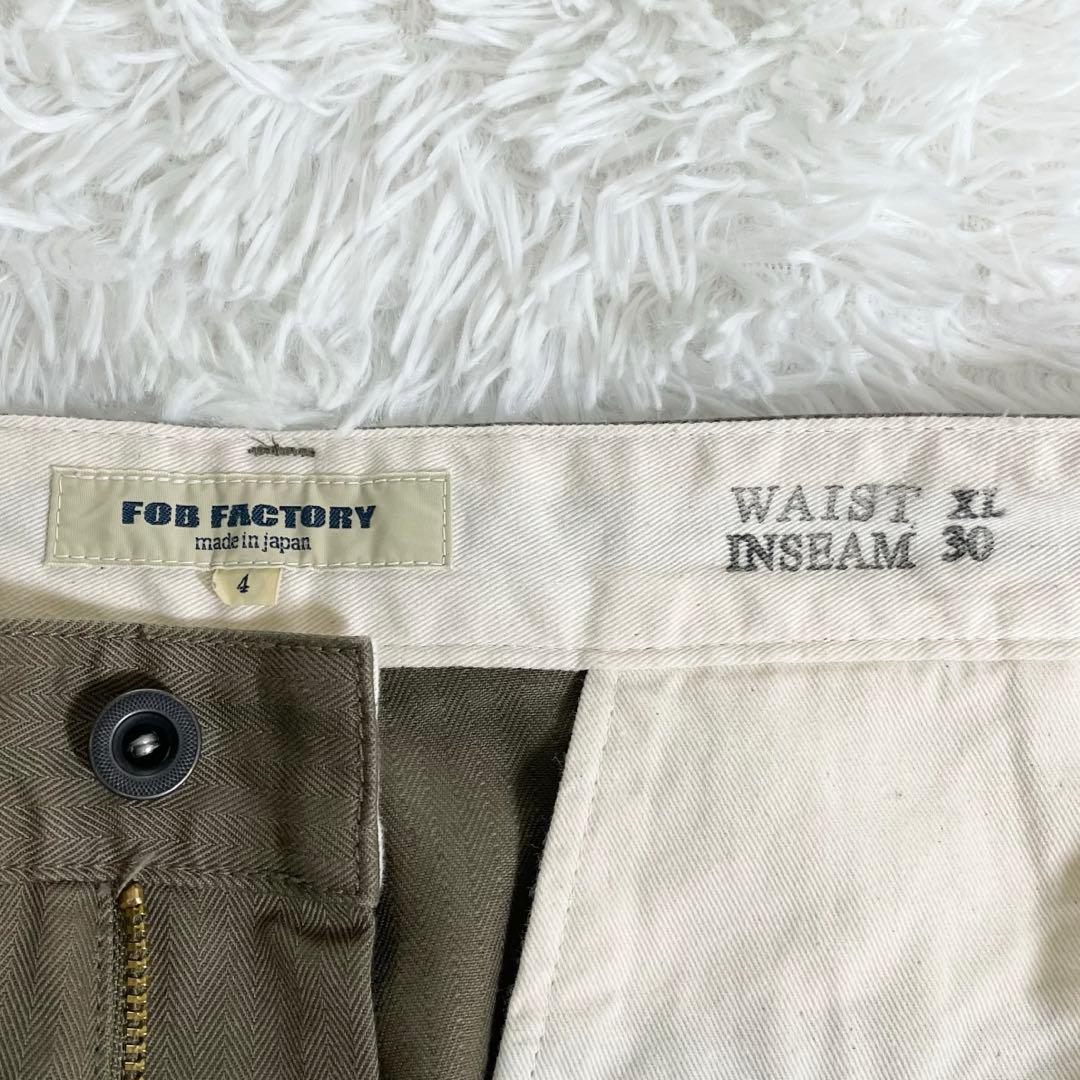 FOB FACTORY
made in japan
4
WAIST XL
INSEAM 30